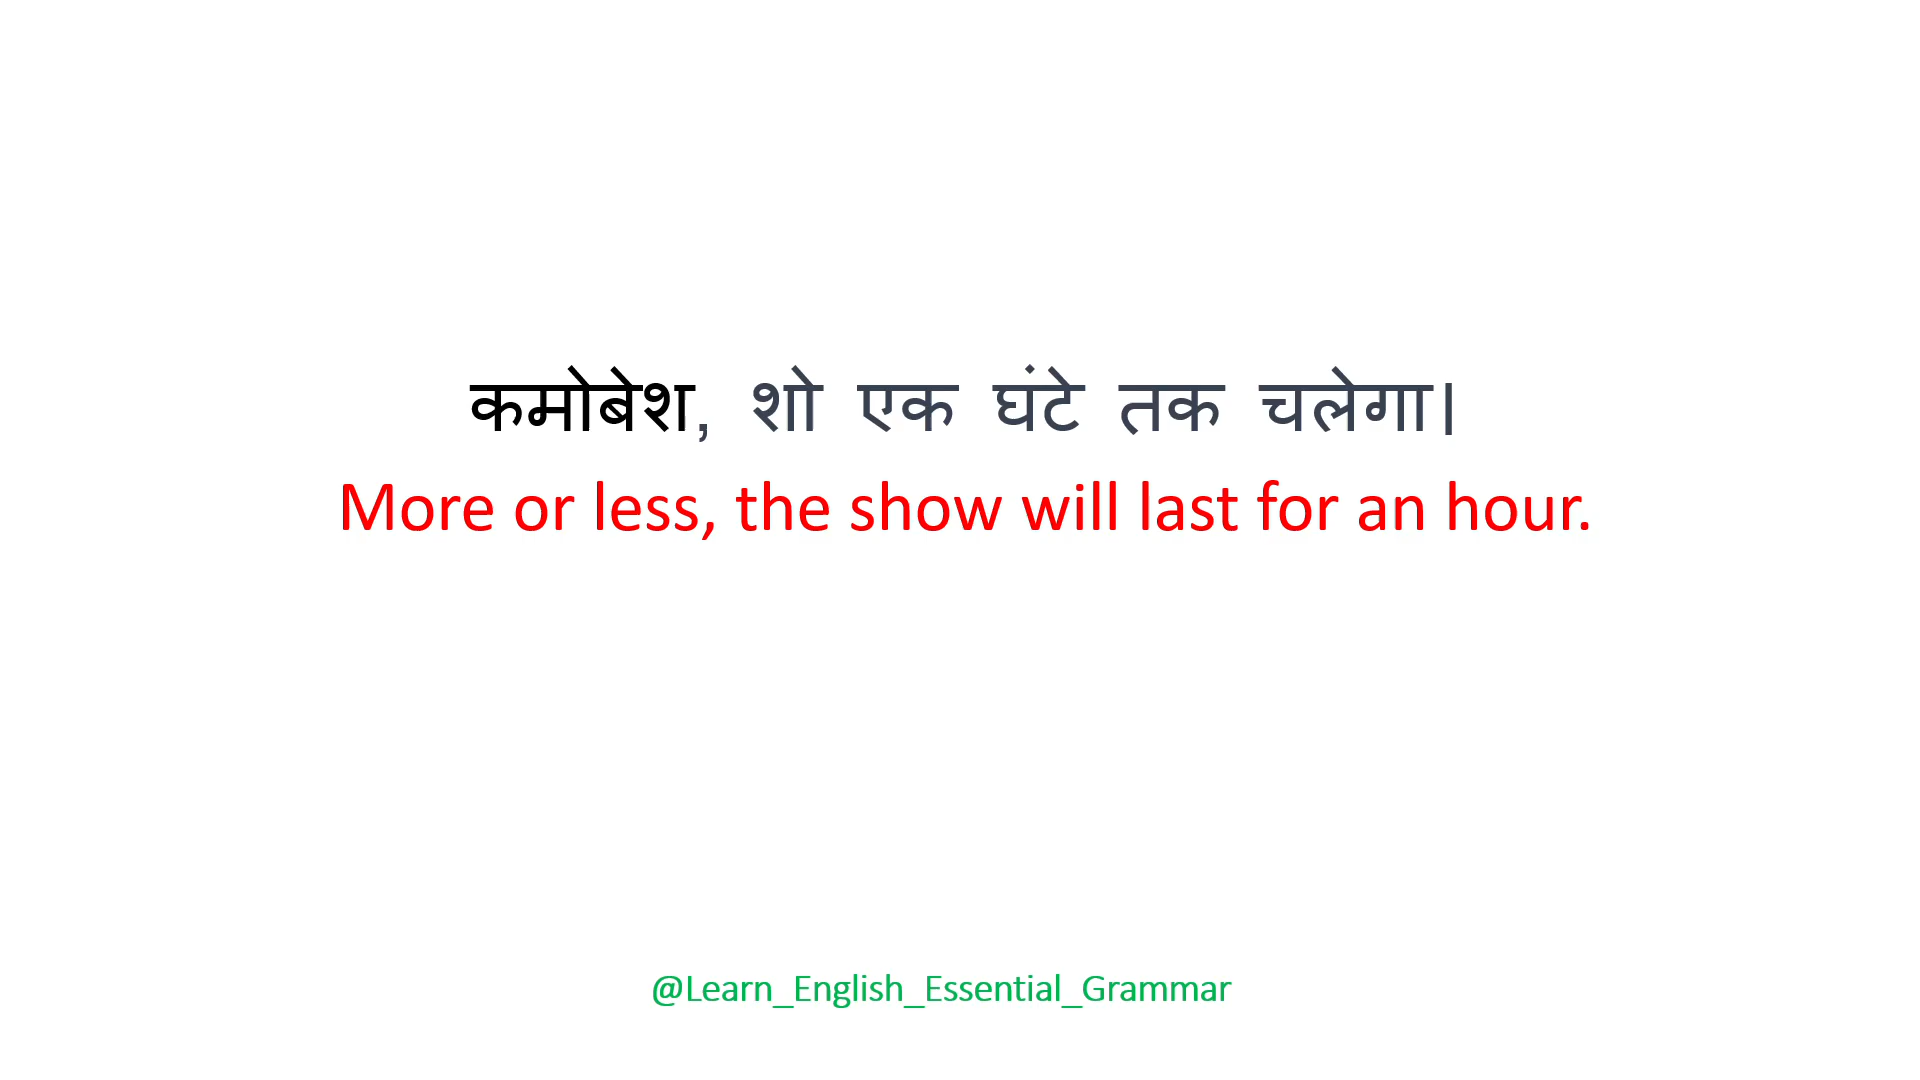 कमोबेश, शो एक घंटे तक चलेगा।
More or less, the show will last for an hour.
@Learn_English_Essential_Grammar